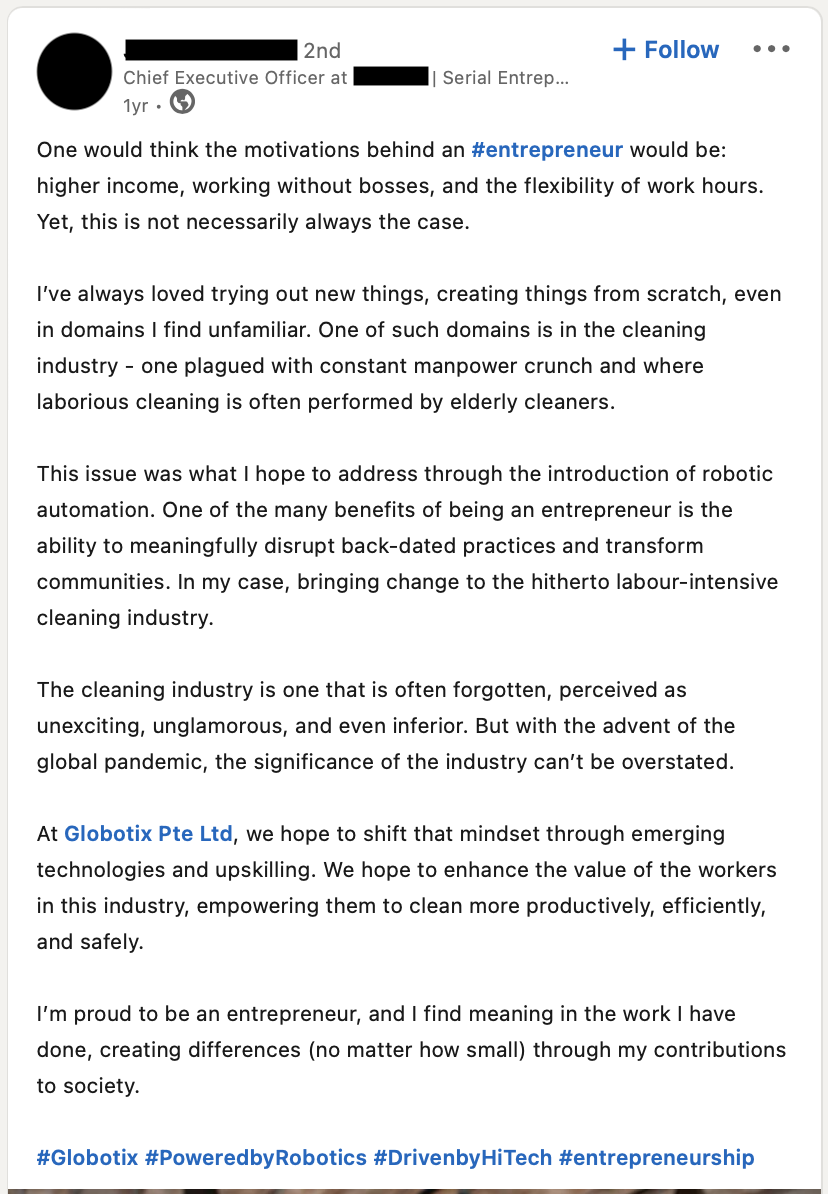 2nd
+ Follow
Chief Executive Officer at | Serial Entrep...
1yr •
One would think the motivations behind an #entrepreneur would be:
higher income, working without bosses, and the flexibility of work hours.
Yet, this is not necessarily always the case.
I’ve always loved trying out new things, creating things from scratch, even
in domains I find unfamiliar. One of such domains is in the cleaning
industry - one plagued with constant manpower crunch and where
laborious cleaning is often performed by elderly cleaners.
This issue was what I hope to address through the introduction of robotic
automation. One of the many benefits of being an entrepreneur is the
ability to meaningfully disrupt back-dated practices and transform
communities. In my case, bringing change to the hitherto labour-intensive
cleaning industry.
The cleaning industry is one that is often forgotten, perceived as
unexciting, unglamorous, and even inferior. But with the advent of the
global pandemic, the significance of the industry can’t be overstated.
At Globotix Pte Ltd, we hope to shift that mindset through emerging
technologies and upskilling. We hope to enhance the value of the workers
in this industry, empowering them to clean more productively, efficiently,
and safely.
I’m proud to be an entrepreneur, and I find meaning in the work I have
done, creating differences (no matter how small) through my contributions
to society.
#Globotix #PoweredbyRobotics #DrivenbyHiTech #entrepreneurship